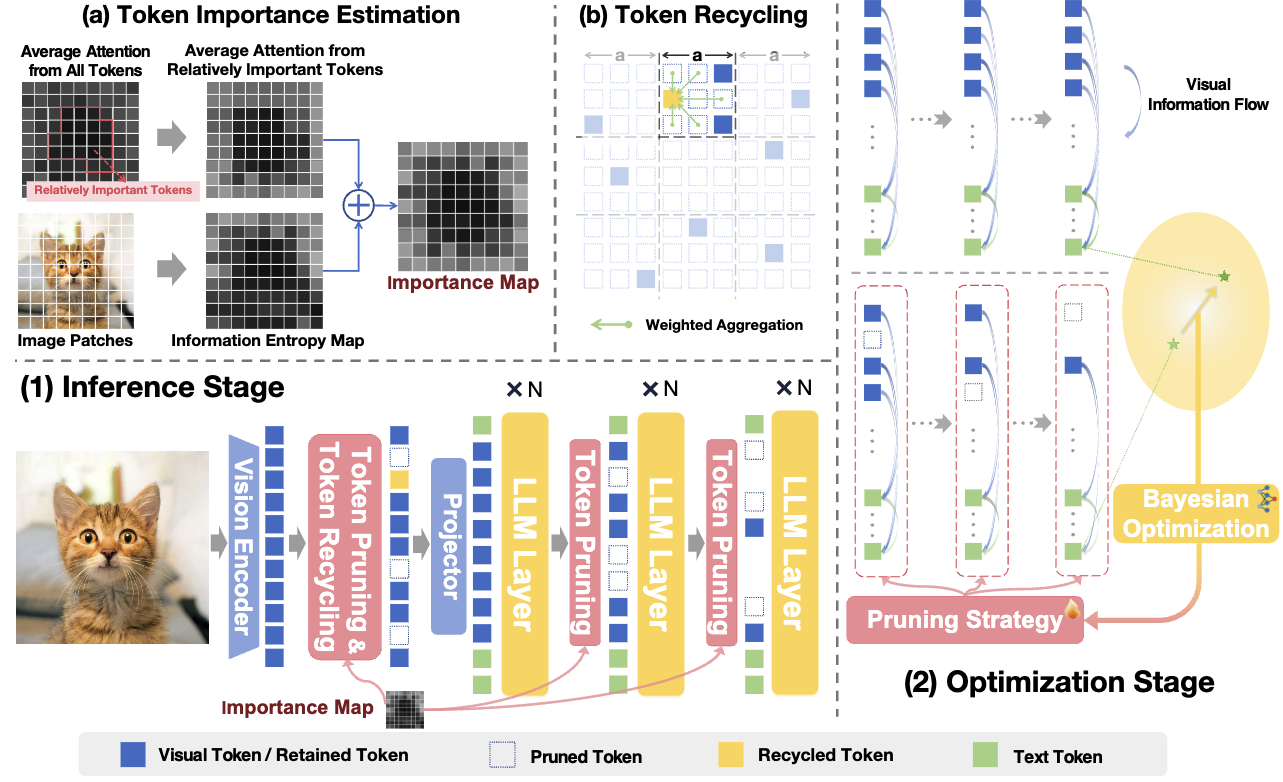 (a) Token Importance Estimation
Average Attention
from All Tokens
Average Attention from
Relatively Important Tokens
Relatively Important Tokens
Importance Map
Image Patches
Information Entropy Map
(b) Token Recycling
a
a
a
Weighted Aggregation
Visual
Information Flow
(1) Inference Stage
× N
× N
× N
Vision Encoder
Token Pruning &
Token Recycling
Projector
LLM Layer
Token Pruning
LLM Layer
Token Pruning
LLM Layer
Importance Map
Bayesian
Optimization
Pruning Strategy
(2) Optimization Stage
Visual Token / Retained Token
Pruned Token
Recycled Token
Text Token